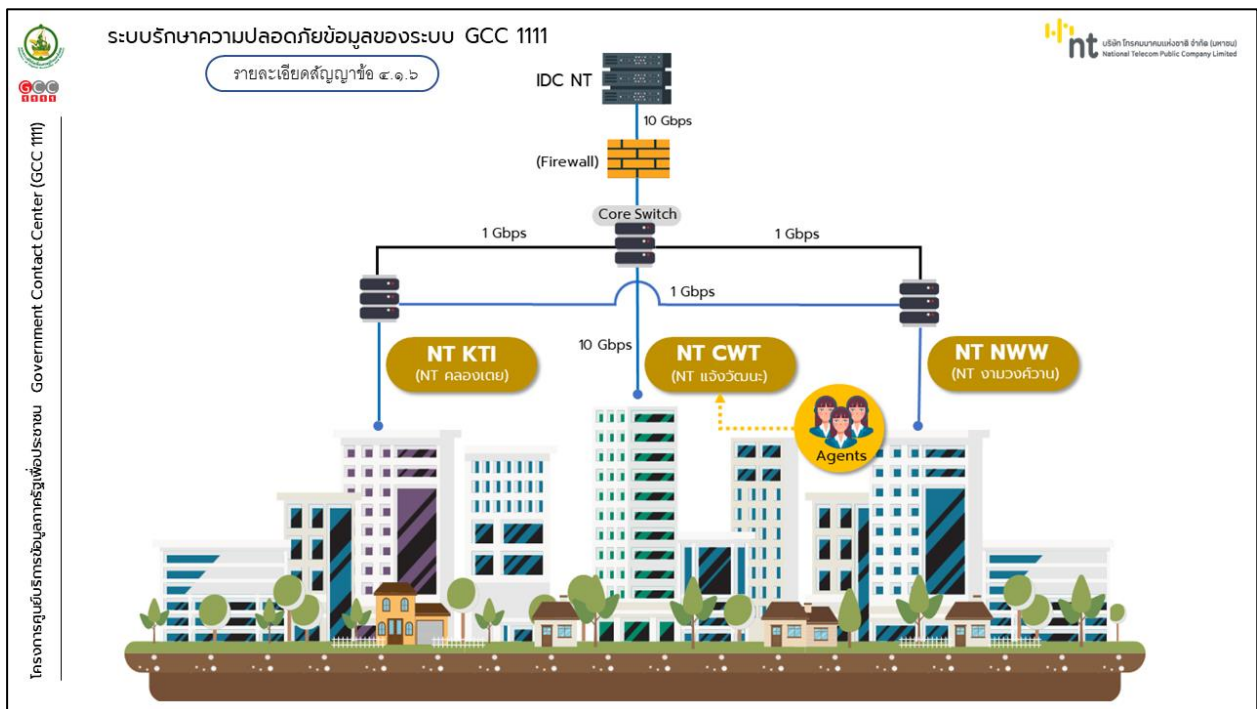 ระบบรักษาความปลอดภัยข้อมูลของระบบ GCC 1111
รายละเอียดสัญญาข้อ ๔.๑.๖
nt
บริษัท โทรคมนาคมแห่งชาติ จำกัด (มหาชน)
National Telecom Public Company Limited
GCC
1111
โครงการศูนย์บริการข้อมูลภาครัฐเพื่อประชาชน Government Contact Center (GCC 1111)
IDC NT
10 Gbps
(Firewall)
Core Switch
1 Gbps
1 Gbps
1 Gbps
10 Gbps
NT KTI
(NT คลองเตย)
NT CWT
(NT แจ้งวัฒนะ)
NT NWW
(NT งามวงศ์วาน)
Agents